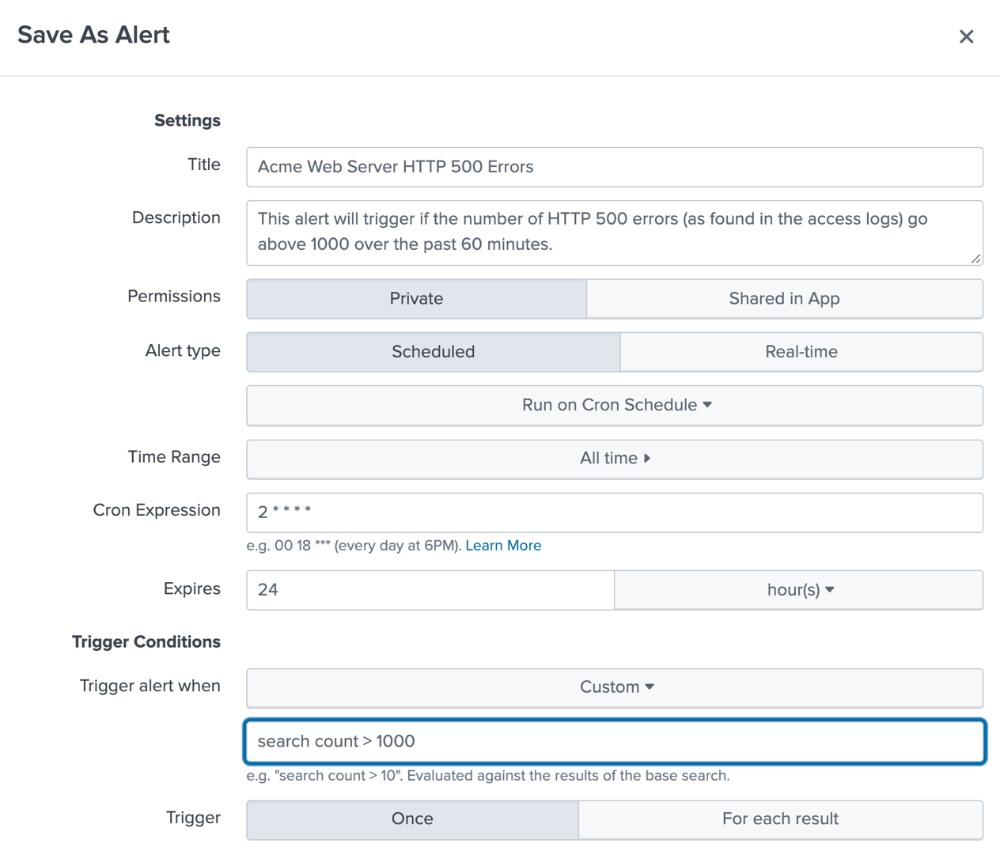 Save As Alert
Settings
Title
Acme Web Server HTTP 500 Errors
Description
This alert will trigger if the number of HTTP 500 errors (as found in the access logs) go
above 1000 over the past 60 minutes.
Permissions
Private
Shared in App
Alert type
Scheduled
Real-time
Run on Cron Schedule
Time Range
All time
Cron Expression
2 * * * *
e.g. 00 18 *** (every day at 6PM). Learn More
Expires
24
hour(s)
Trigger Conditions
Trigger alert when
Custom
search count > 1000
e.g. "search count > 10". Evaluated against the results of the base search.
Trigger
Once
For each result